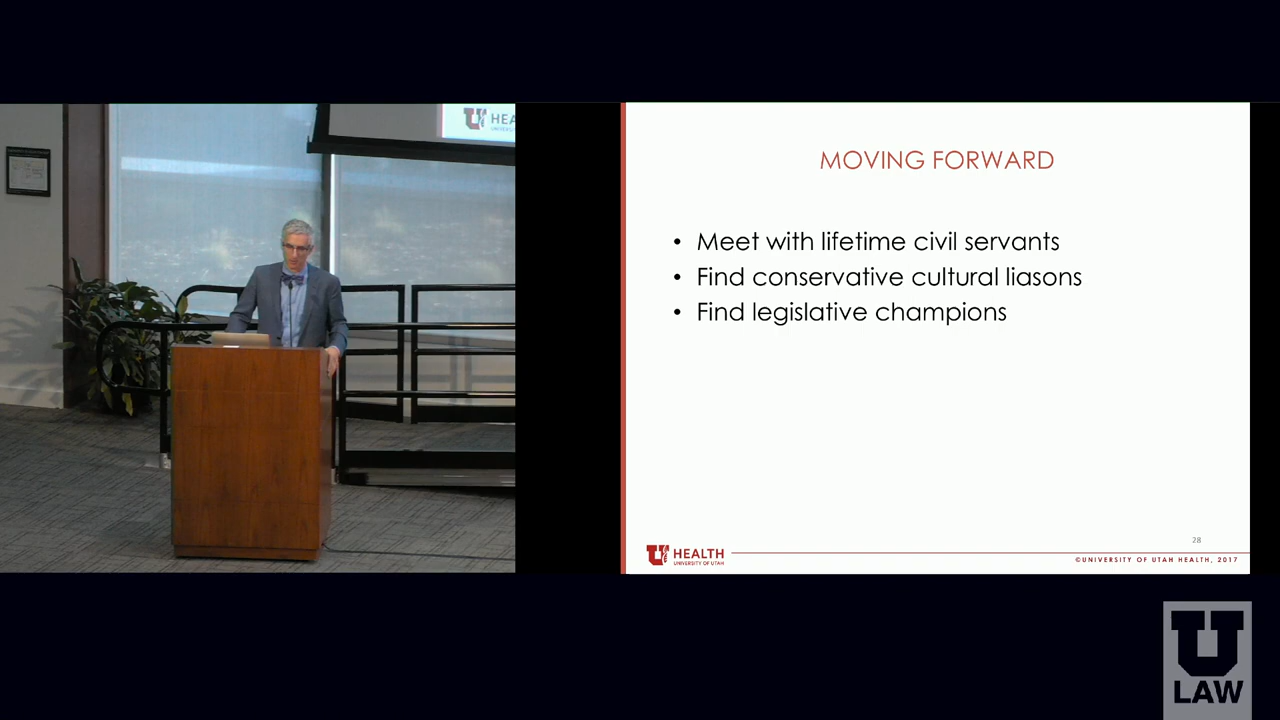 HEA
MOVING FORWARD
• Meet with lifetime civil servants
• Find conservative cultural liasons
• Find legislative champions
28
U HEALTH
UNIVERSITY OF UTAH
©UNIVERSITY OF UTAH HEALTH, 2017
U
LAW